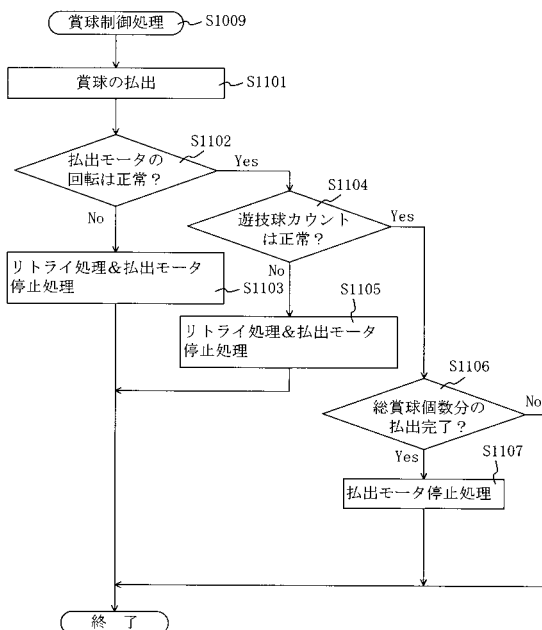 賞球制御処理
S1009
賞球の払出
S1101
払出モータの
回転は正常？
S1102
Yes
No
遊技球カウント
は正常？
S1104
Yes
No
リトライ処理＆払出モータ
停止処理
S1103
リトライ処理＆払出モータ
停止処理
S1105
総賞球個数分の
払出完了？
S1106
No
Yes
払出モータ停止処理
S1107
終 了